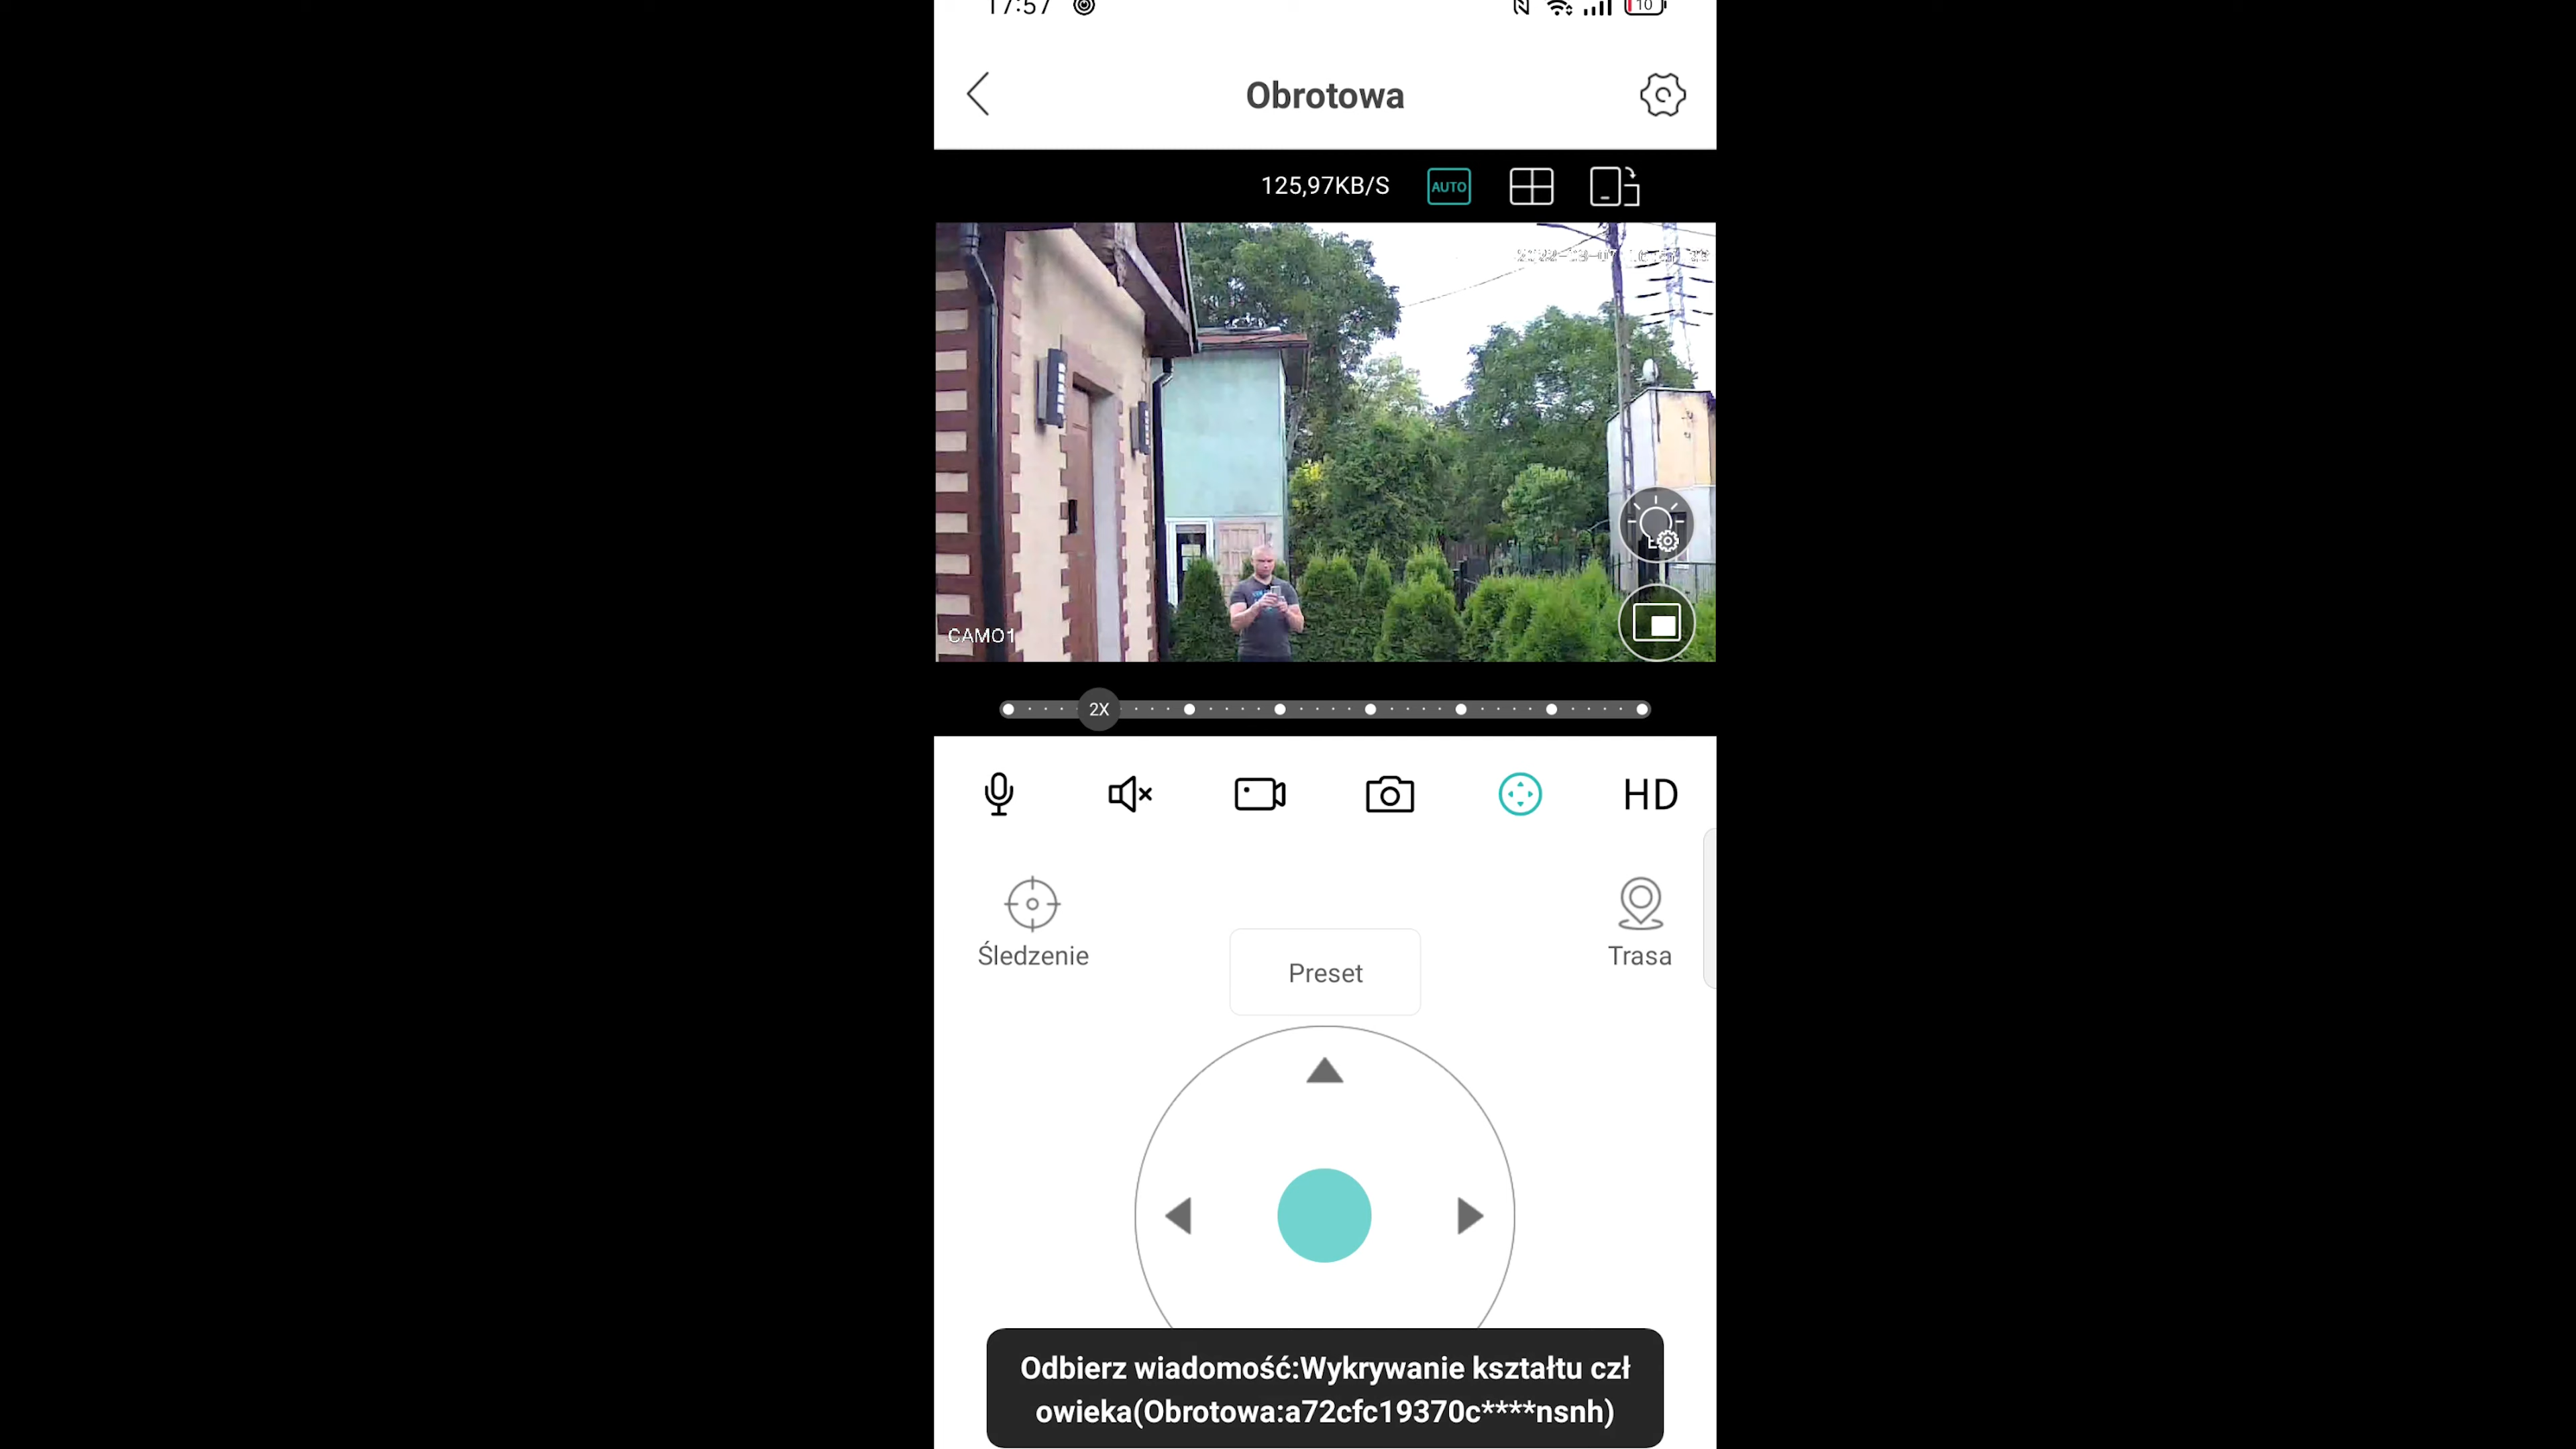 17:57
10
Obrotowa
125,97KB/S
AUTO
CAM01
2X
HD
Śledzenie
Trasa
Preset
Odbierz wiadomość:Wykrywanie kształtu czł
owieka(Obrotowa:a72cfc19370c****nsnh)